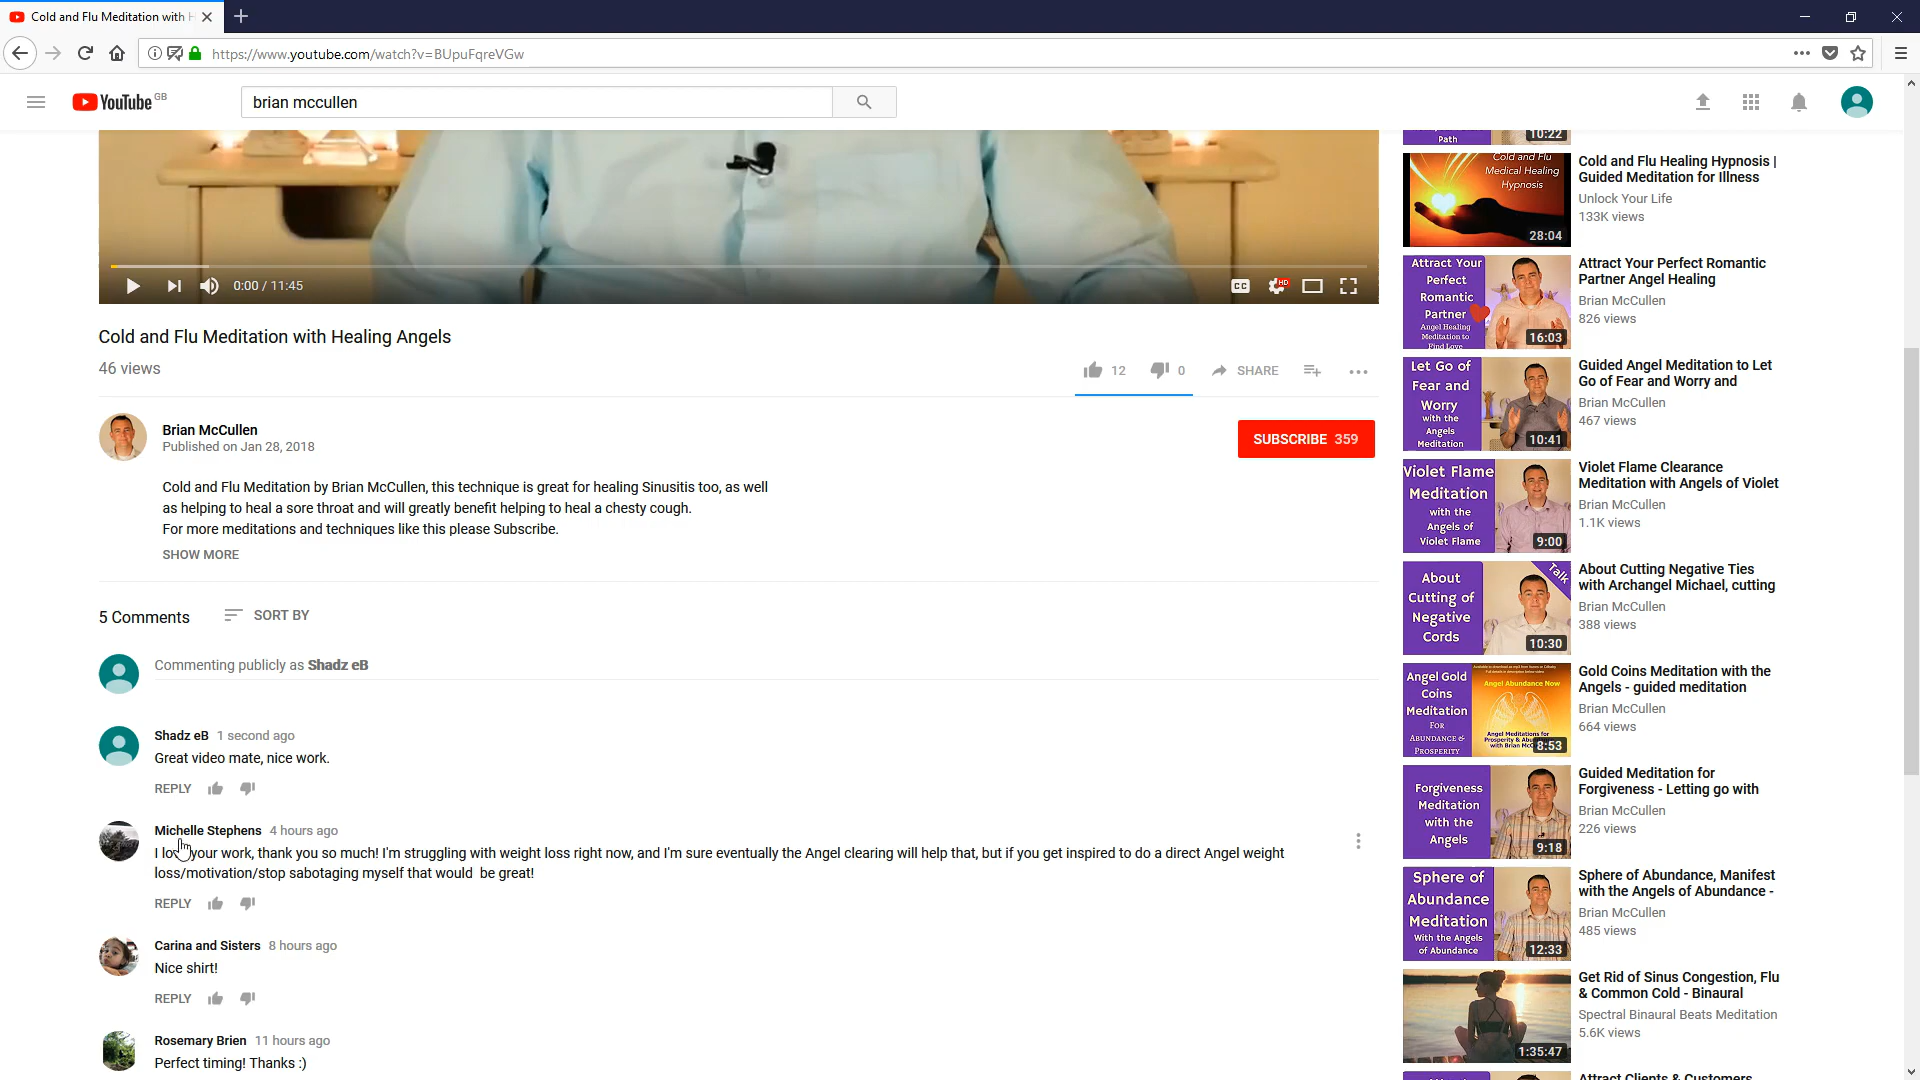 Cold and Flu Meditation with H
https://www.youtube.com/watch?v=BUpuFqreVGw
YouTube GB
brian mccullen
0:00 / 11:45
CC
HD
Cold and Flu Meditation with Healing Angels
46 views
12
0
SHARE
Brian McCullen
Published on Jan 28, 2018
SUBSCRIBE 359
Cold and Flu Meditation by Brian McCullen, this technique is great for healing Sinusitis too, as well
as helping to heal a sore throat and will greatly benefit helping to heal a chesty cough.
For more meditations and techniques like this please Subscribe.
SHOW MORE
5 Comments
SORT BY
Commenting publicly as Shadz eB
Shadz eB 1 second ago
Great video mate, nice work.
REPLY
Michelle Stephens 4 hours ago
I love your work, thank you so much! I'm struggling with weight loss right now, and I'm sure eventually the Angel clearing will help that, but if you get inspired to do a direct Angel weight
loss/motivation/stop sabotaging myself that would be great!
REPLY
Carina and Sisters 8 hours ago
Nice shirt!
REPLY
Rosemary Brien 11 hours ago
Perfect timing! Thanks :)
Path
10:22
Cold and Flu
Medical Healing
Hypnosis
28:04
Cold and Flu Healing Hypnosis |
Guided Meditation for Illness
Unlock Your Life
133K views
Attract Your
Perfect
Romantic
Partner
Angel Healing
Meditation to
Find Love
16:03
Attract Your Perfect Romantic
Partner Angel Healing
Brian McCullen
826 views
Let Go of
Fear and
Worry
with the
Angels
Meditation
10:41
Guided Angel Meditation to Let
Go of Fear and Worry and
Brian McCullen
467 views
Violet Flame
Meditation
with the
Angels of
Violet Flame
9:00
Violet Flame Clearance
Meditation with Angels of Violet
Brian McCullen
1.1K views
About
Cutting of
Negative
Cords
Talk
10:30
About Cutting Negative Ties
with Archangel Michael, cutting
Brian McCullen
388 views
Angel Gold
Coins
Meditation
For
Abundance &
Prosperity
Angel Abundance Now
Angel Meditations for
with Brian
8:53
Gold Coins Meditation with the
Angels - guided meditation
Brian McCullen
664 views
Forgiveness
Meditation
with the
Angels
9:18
Guided Meditation for
Forgiveness - Letting go with
Brian McCullen
226 views
Sphere of
Abundance
Meditation
With the Angels
of Abundance
12:33
Sphere of Abundance, Manifest
with the Angels of Abundance -
Brian McCullen
485 views
1:35:47
Get Rid of Sinus Congestion, Flu
& Common Cold - Binaural
Spectral Binaural Beats Meditation
5.6K views
Attract Clients & Customers